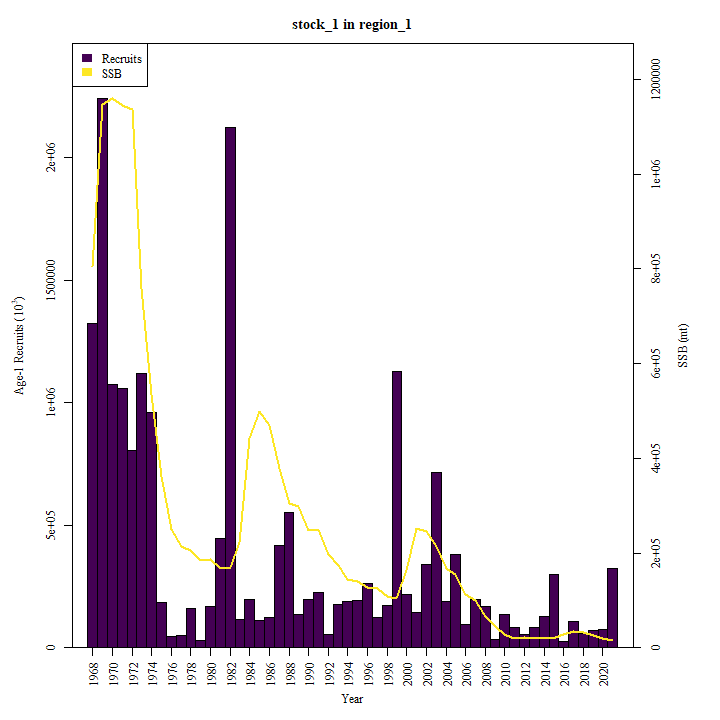 stock_1 in region_1
Recruits
SSB
Age-1 Recruits (10³)
0
5e+05
1e+06
1500000
2e+06
SSB (mt)
0
2e+05
4e+05
6e+05
8e+05
1e+06
1200000
1968 1970 1972 1974 1976 1978 1980 1982 1984 1986 1988 1990 1992 1994 1996 1998 2000 2002 2004 2006 2008 2010 2012 2014 2016 2018 2020
Year